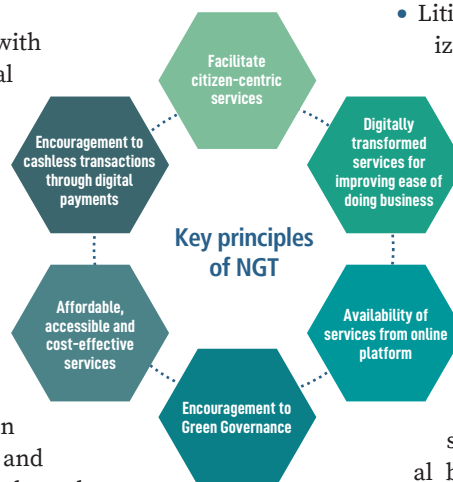 with
al
• Liti
iz
Facilitate
citizen-centric
services
Digitally
transformed
services for
improving ease of
doing business
Availability of
services from online
platform
Encouragement to
Green Governance
Affordable,
accessible and
cost-effective
services
Encouragement to
cashless transactions
through digital
payments
Key principles
of NGT
n
and
s
al b